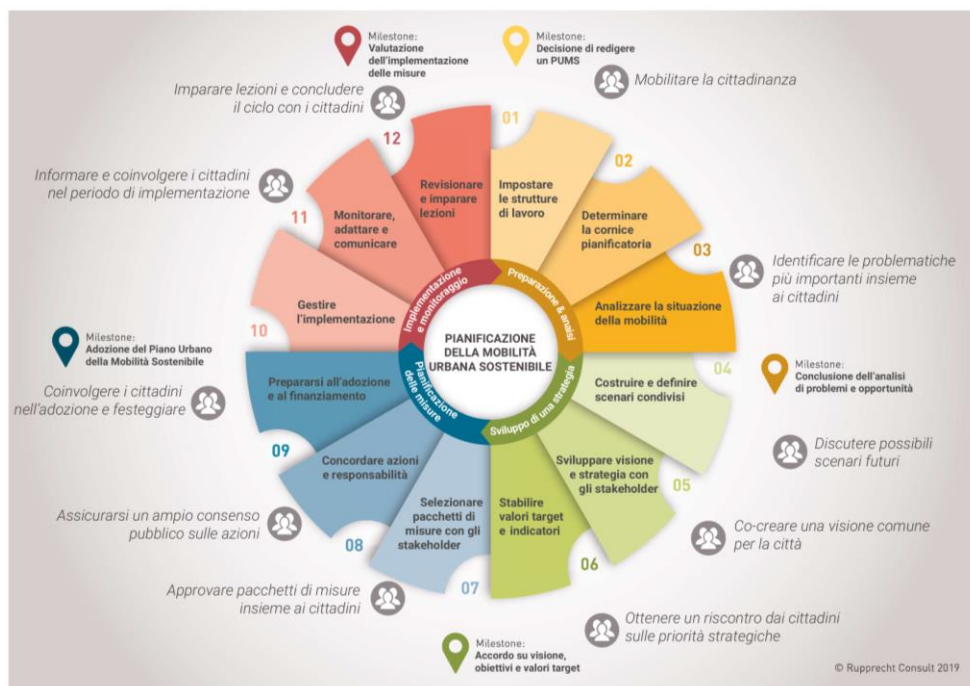 Milestone:
Valutazione
dell'implementazione
delle misure
Milestone:
Decisione di redigere
un PUMS
Imparare lezioni e concludere
il ciclo con i cittadini
Mobilitare la cittadinanza
Informare e coinvolgere i cittadini
nel periodo di implementazione
01
Impostare
le strutture
di lavoro
02
Determinare
la cornice
pianificatoria
03
Analizzare la situazione
della mobilità
Identificare le problematiche
più importanti insieme
ai cittadini
04
Costruire e definire
scenari condivisi
Milestone:
Conclusione dell'analisi
di problemi e opportunità
Discutere possibili
scenari futuri
05
Sviluppare visione
e strategia con
gli stakeholder
Co-creare una visione comune
per la città
06
Stabilire
valori target
e indicatori
Ottenere un riscontro dai cittadini
sulle priorità strategiche
Milestone:
Accordo su visione,
obiettivi e valori target
07
Selezionare
pacchetti di
misure con gli
stakeholder
Approvare pacchetti di misure
insieme ai cittadini
08
Concordare azioni
e responsabilità
Assicurarsi un ampio consenso
pubblico sulle azioni
09
Prepararsi all'adozione
e al finanziamento
Coinvolgere i cittadini
nell'adozione e festeggiare
Milestone:
Adozione del Piano Urbano
della Mobilità Sostenibile
10
Gestire
l'implementazione
11
Monitorare,
adattare e
comunicare
12
Revisionare
e imparare
lezioni
Preparazione & anaisi
Sviluppo di una strategia
Pianificazione
delle misure
Implementazione
e monitoraggio
PIANIFICAZIONE
DELLA MOBILITÀ
URBANA SOSTENIBILE
© Rupprecht Consult 2019